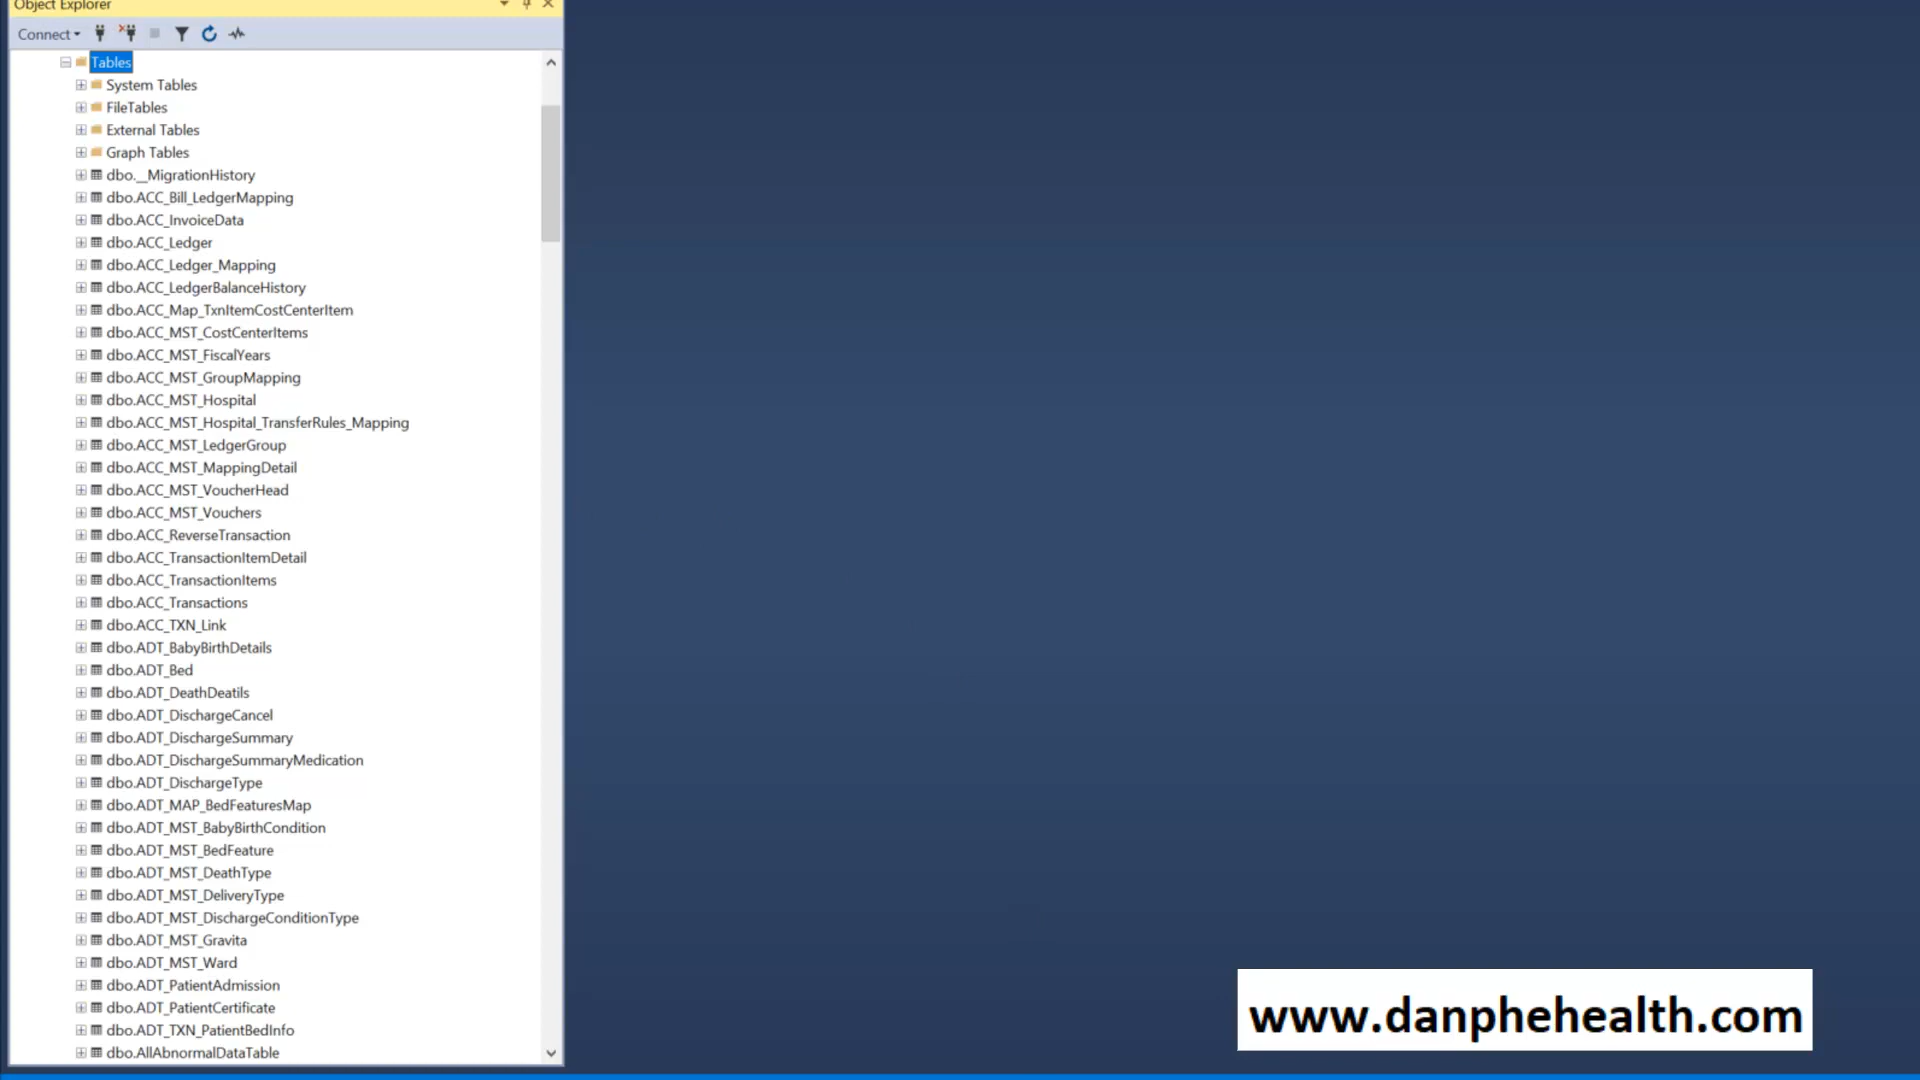 Object Explorer
Connect
Tables
System Tables
FileTables
External Tables
Graph Tables
dbo.__MigrationHistory
dbo.ACC_Bill_LedgerMapping
dbo.ACC_InvoiceData
dbo.ACC_Ledger
dbo.ACC_Ledger_Mapping
dbo.ACC_LedgerBalanceHistory
dbo.ACC_Map_TxnItemCostCenterItem
dbo.ACC_MST_CostCenterItems
dbo.ACC_MST_FiscalYears
dbo.ACC_MST_GroupMapping
dbo.ACC_MST_Hospital
dbo.ACC_MST_Hospital_TransferRules_Mapping
dbo.ACC_MST_LedgerGroup
dbo.ACC_MST_MappingDetail
dbo.ACC_MST_VoucherHead
dbo.ACC_MST_Vouchers
dbo.ACC_ReverseTransaction
dbo.ACC_TransactionItemDetail
dbo.ACC_TransactionItems
dbo.ACC_Transactions
dbo.ACC_TXN_Link
dbo.ADT_BabyBirthDetails
dbo.ADT_Bed
dbo.ADT_DeathDeatils
dbo.ADT_DischargeCancel
dbo.ADT_DischargeSummary
dbo.ADT_DischargeSummaryMedication
dbo.ADT_DischargeType
dbo.ADT_MAP_BedFeaturesMap
dbo.ADT_MST_BabyBirthCondition
dbo.ADT_MST_BedFeature
dbo.ADT_MST_DeathType
dbo.ADT_MST_DeliveryType
dbo.ADT_MST_DischargeConditionType
dbo.ADT_MST_Gravita
dbo.ADT_MST_Ward
dbo.ADT_PatientAdmission
dbo.ADT_PatientCertificate
dbo.ADT_TXN_PatientBedInfo
dbo.AllAbnormalDataTable
www.danphehealth.com